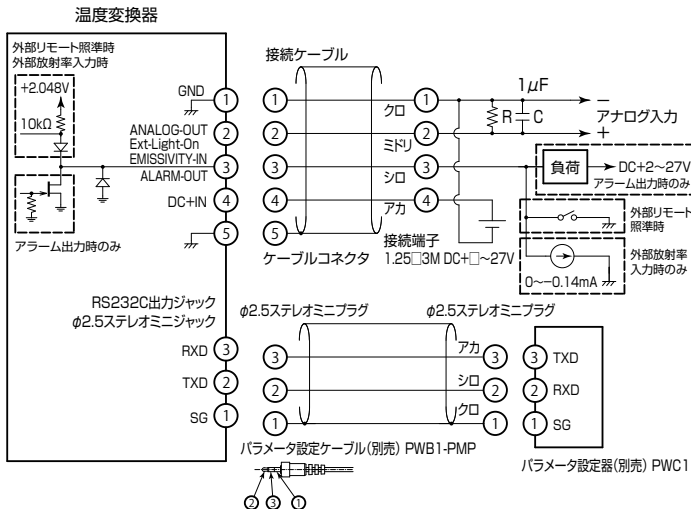 温度変換器
外部リモート照準時
外部放射率入力時
+2.048V
10kΩ
アラーム出力時のみ
GND
ANALOG-OUT
Ext-Light-On
EMISSIVITY-IN
ALARM-OUT
DC+IN
① ② ③ ④ ⑤
接続ケーブル
① ② ③ ④ ⑤
ケーブルコネクタ
クロ
ミドリ
シロ
アカ
① ② ③ ④
接続端子
1.25□3M DC+□~27V
1μF
R
C
−
アナログ入力
+
負荷
DC+2~27V
アラーム出力時のみ
外部リモート
照準時
外部放射率
入力時のみ
0~−0.14mA
RS232C出力ジャック
φ2.5ステレオミニジャック
RXD ③
TXD ②
SG ①
φ2.5ステレオミニプラグ
φ2.5ステレオミニプラグ
③ アカ ③
② シロ ②
① クロ ①
③ TXD
② RXD
① SG
パラメータ設定ケーブル(別売) PWB1-PMP
パラメータ設定器(別売) PWC1
② ③ ①